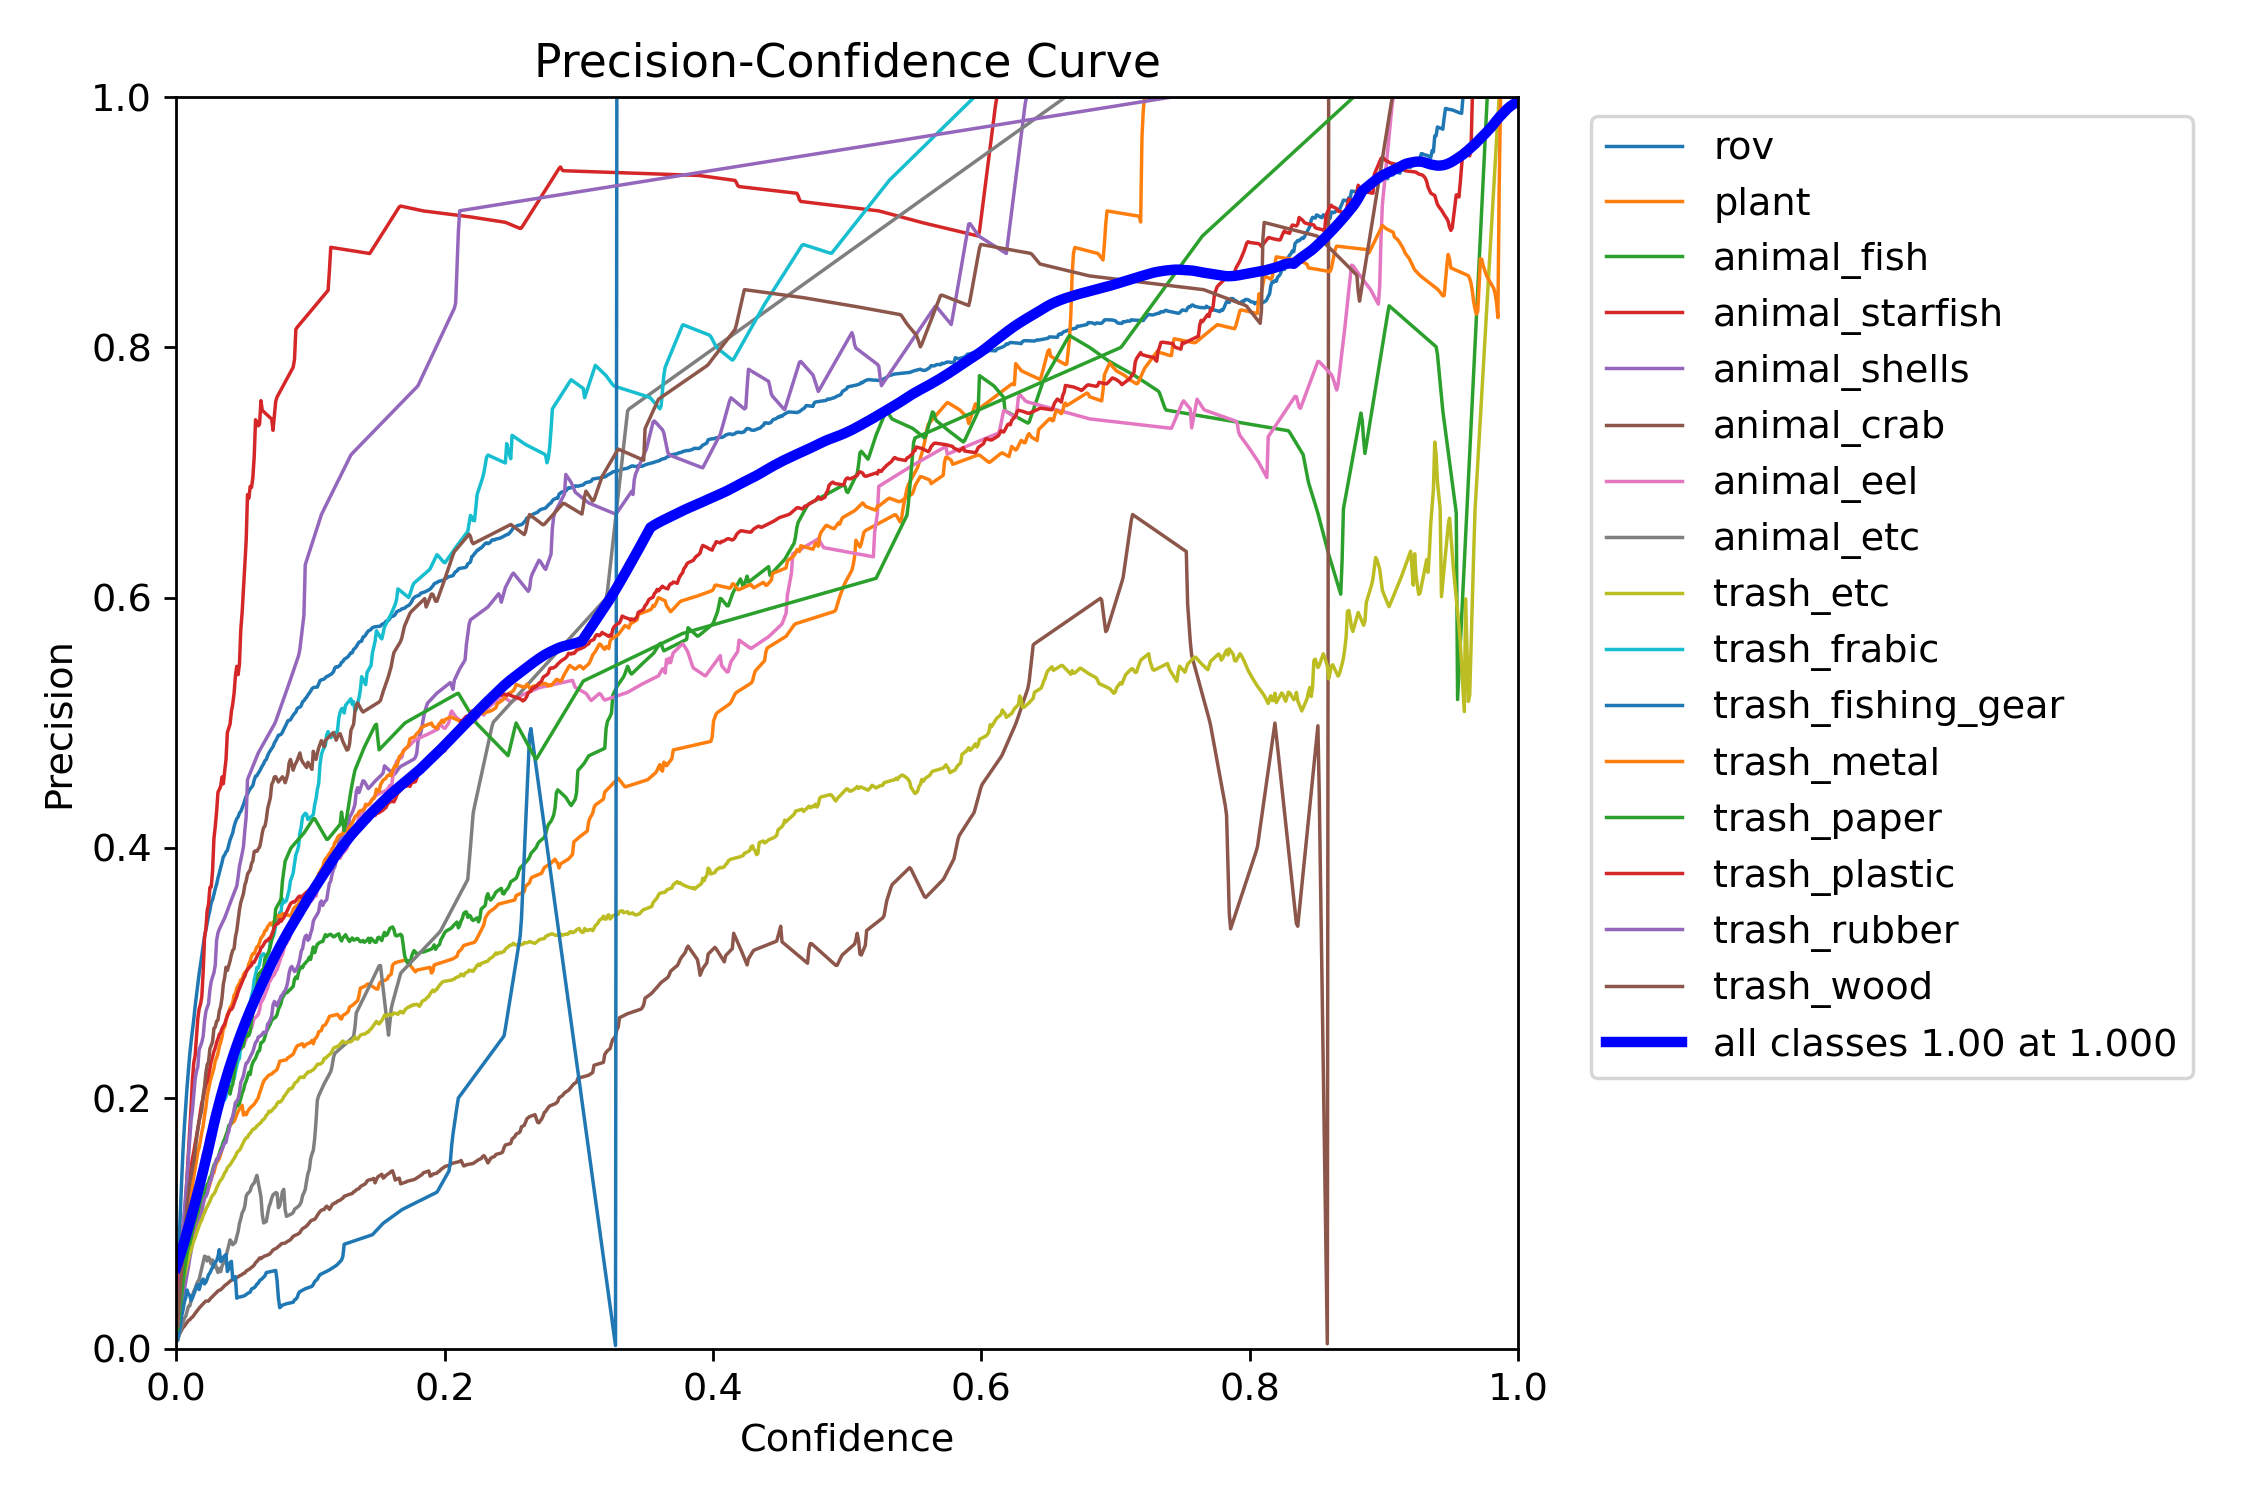 Precision-Confidence Curve
1.0
0.8
0.6
0.4
0.2
0.0
Precision
0.0 0.2 0.4 0.6 0.8 1.0
Confidence
rov
plant
animal_fish
animal_starfish
animal_shells
animal_crab
animal_eel
animal_etc
trash_etc
trash_frabic
trash_fishing_gear
trash_metal
trash_paper
trash_plastic
trash_rubber
trash_wood
all classes 1.00 at 1.000